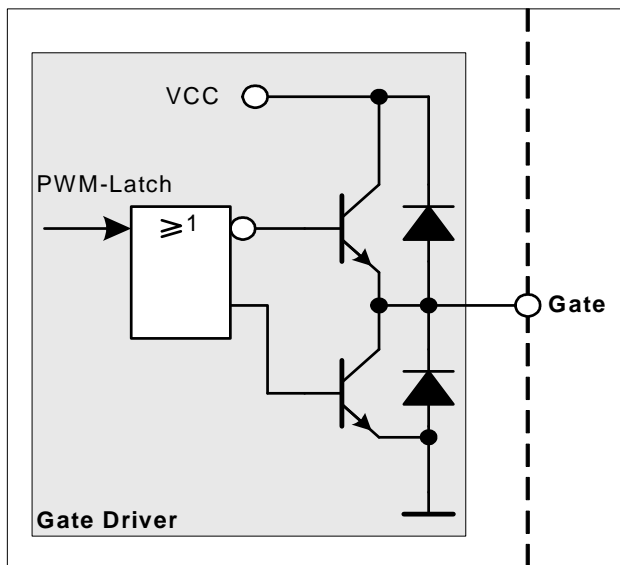 VCC
PWM-Latch
≥1
Gate
Gate Driver